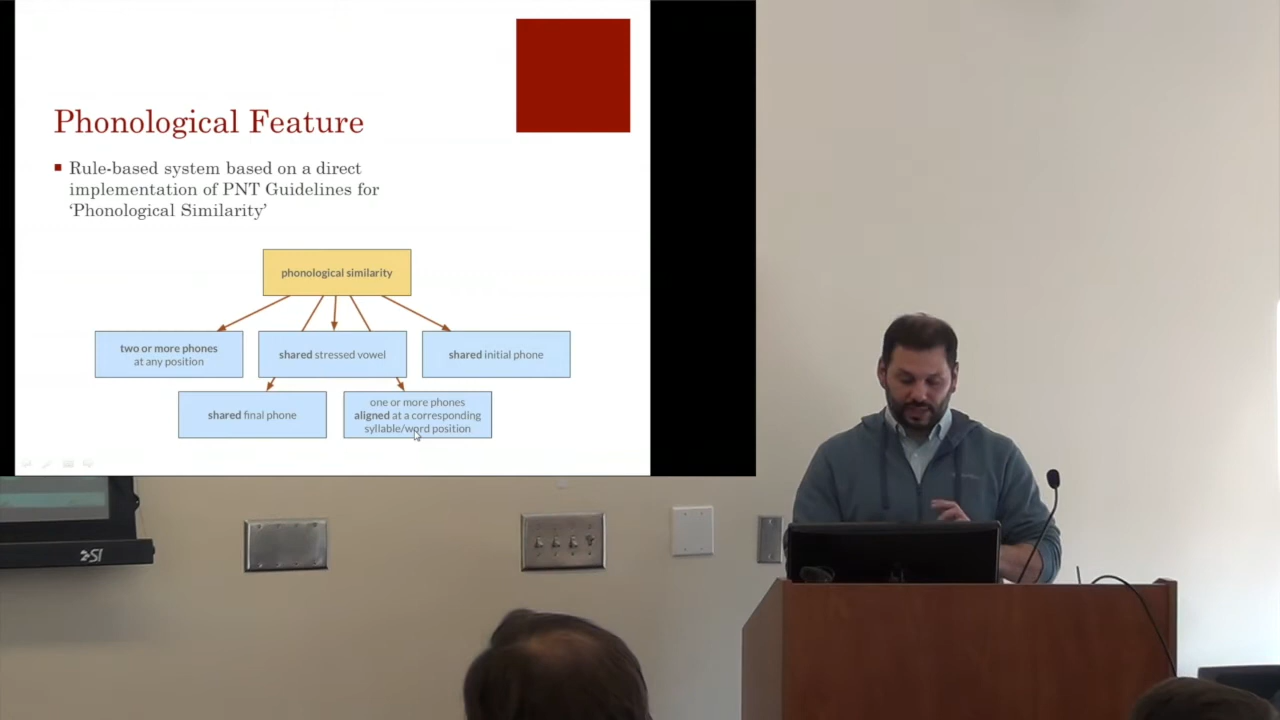 Phonological Feature
Rule-based system based on a direct
implementation of PNT Guidelines for
‘Phonological Similarity’
phonological similarity
two or more phones
at any position
shared stressed vowel
shared initial phone
shared final phone
one or more phones
aligned at a corresponding
syllable/word position
SI